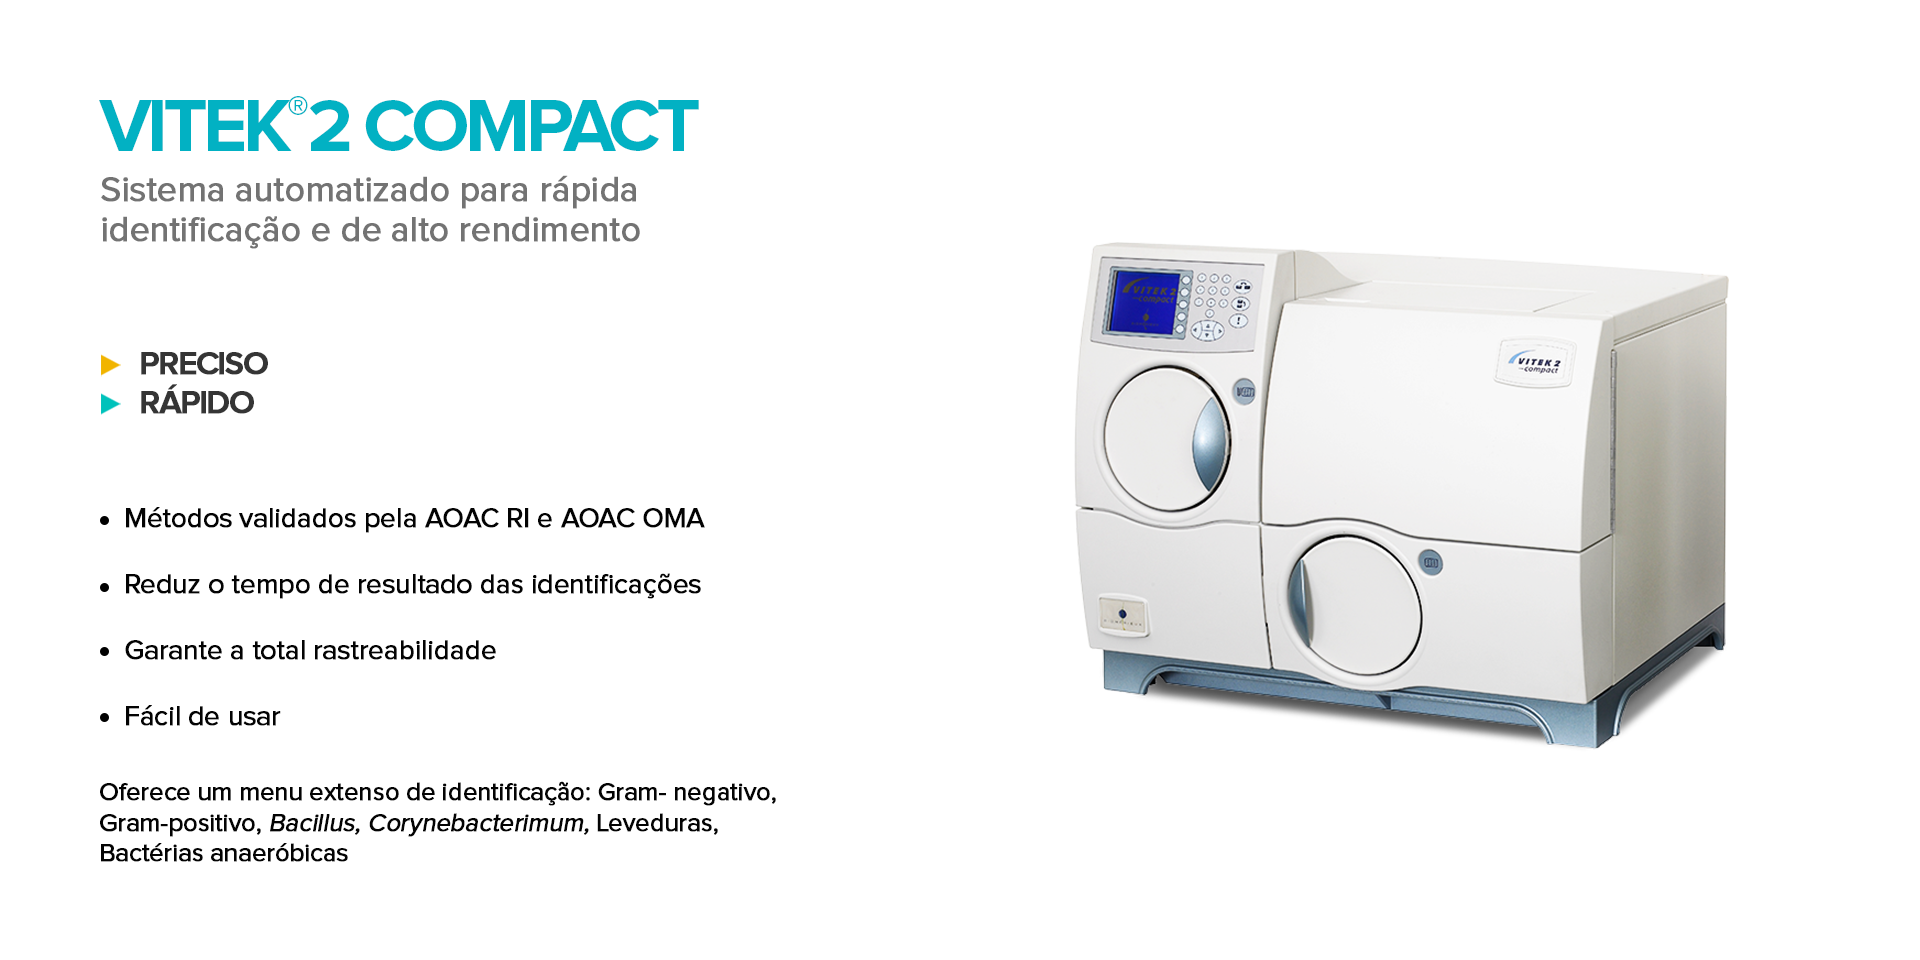 VITEK®2 COMPACT
Sistema automatizado para rápida
identificação e de alto rendimento
PRECISO
RÁPIDO
Métodos validados pela AOAC RI e AOAC OMA
Reduz o tempo de resultado das identificações
Garante a total rastreabilidade
Fácil de usar
Oferece um menu extenso de identificação: Gram- negativo,
Gram-positivo, Bacillus, Corynebacterimum, Leveduras,
Bactérias anaeróbicas
VITEK 2
compact
VITEK 2
compact